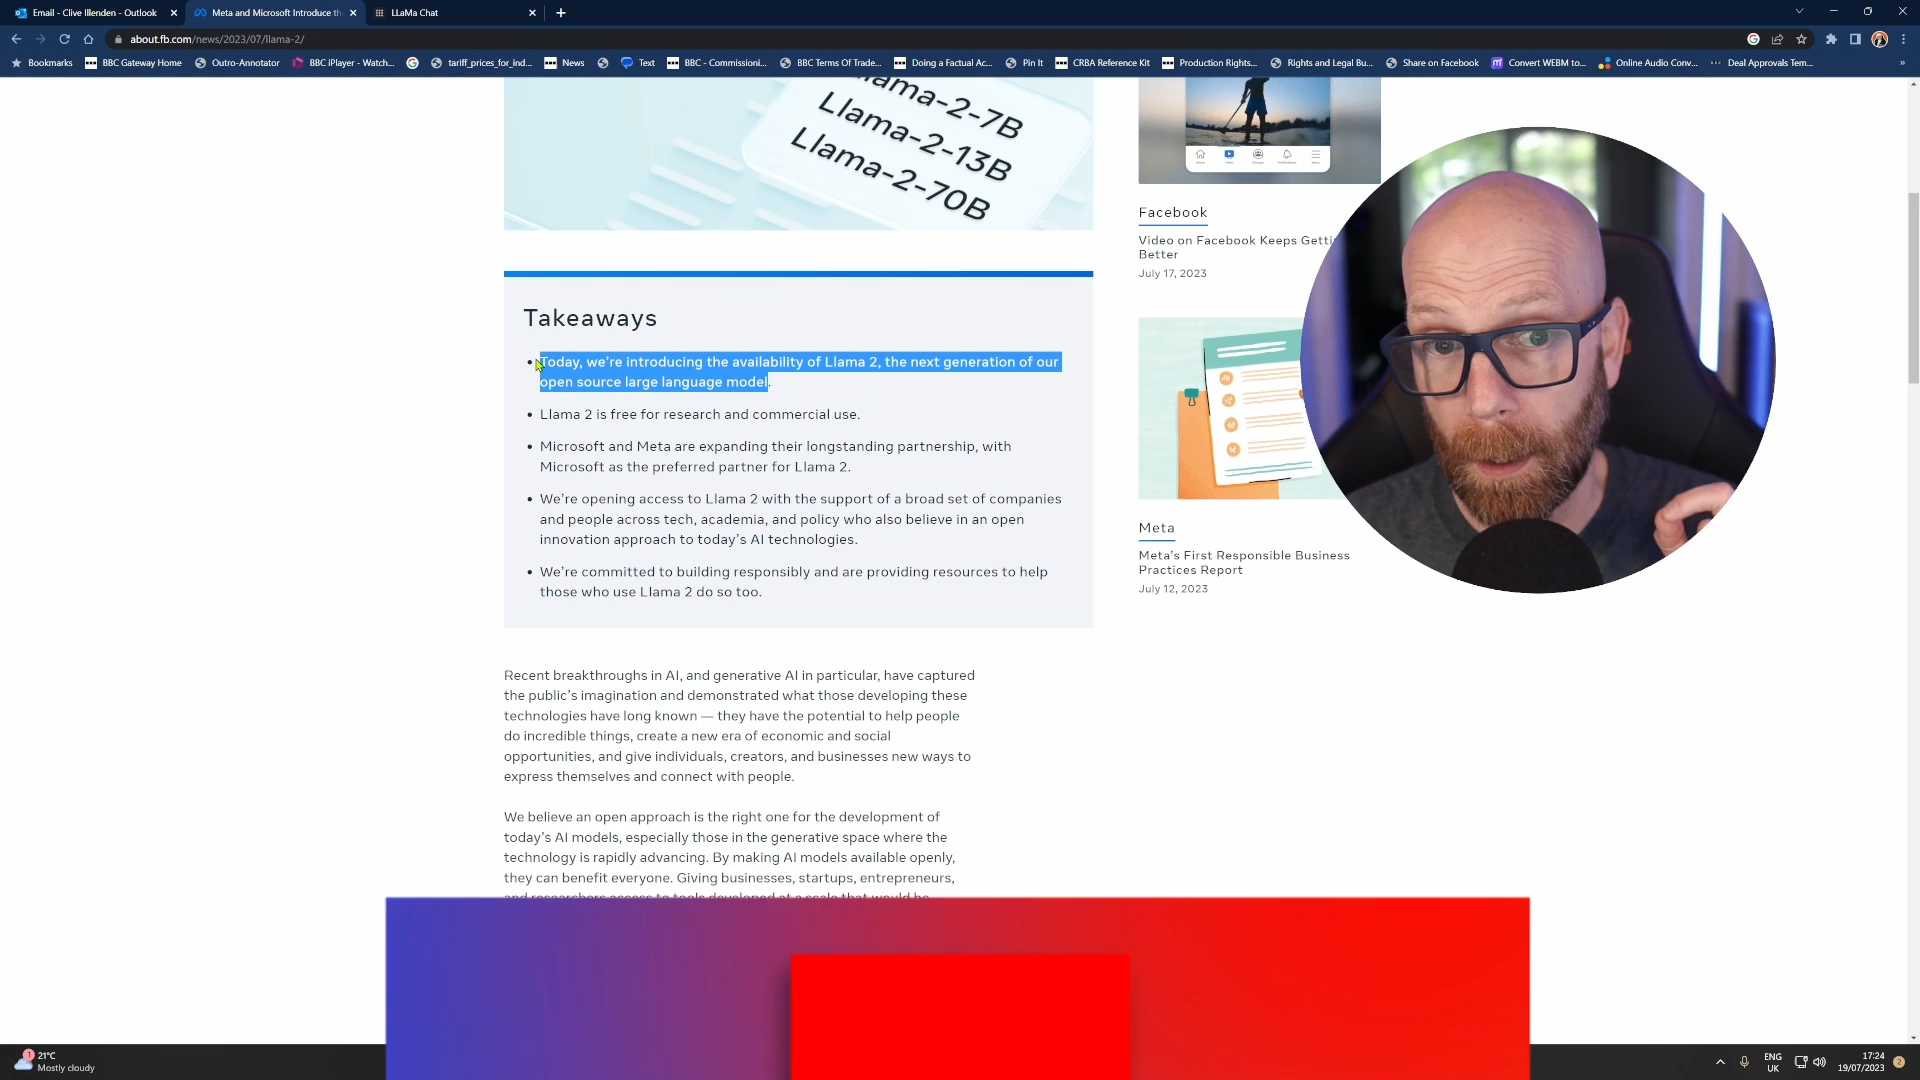 Email - Clive Illenden - Outlook
Meta and Microsoft Introduce th
LLaMa Chat
about.fb.com/news/2023/07/llama-2/
Bookmarks
BBC Gateway Home
Outro-Annotator
BBC iPlayer - Watch...
tariff_prices_for_ind...
News
Text
BBC - Commissioni...
BBC Terms Of Trade...
Doing a Factual Ac...
Pin It
CRBA Reference Kit
Production Rights...
Rights and Legal Bu...
Share on Facebook
Convert WEBM to...
Online Audio Conv...
Deal Approvals Tem...
Llama-2-7B
Llama-2-13B
Llama-2-70B
Takeaways
• Today, we're introducing the availability of Llama 2, the next generation of our
open source large language model.
• Llama 2 is free for research and commercial use.
• Microsoft and Meta are expanding their longstanding partnership, with
Microsoft as the preferred partner for Llama 2.
• We're opening access to Llama 2 with the support of a broad set of companies
and people across tech, academia, and policy who also believe in an open
innovation approach to today's AI technologies.
• We're committed to building responsibly and are providing resources to help
those who use Llama 2 do so too.
Recent breakthroughs in AI, and generative AI in particular, have captured
the public's imagination and demonstrated what those developing these
technologies have long known — they have the potential to help people
do incredible things, create a new era of economic and social
opportunities, and give individuals, creators, and businesses new ways to
express themselves and connect with people.
We believe an open approach is the right one for the development of
today's AI models, especially those in the generative space where the
technology is rapidly advancing. By making AI models available openly,
they can benefit everyone. Giving businesses, startups, entrepreneurs,
and researchers access to tools developed at a scale that would be
Facebook
Video on Facebook Keeps Getti
Better
July 17, 2023
Meta
Meta's First Responsible Business
Practices Report
July 12, 2023
1
21°C
Mostly cloudy
ENG
UK
17:24
19/07/2023
2